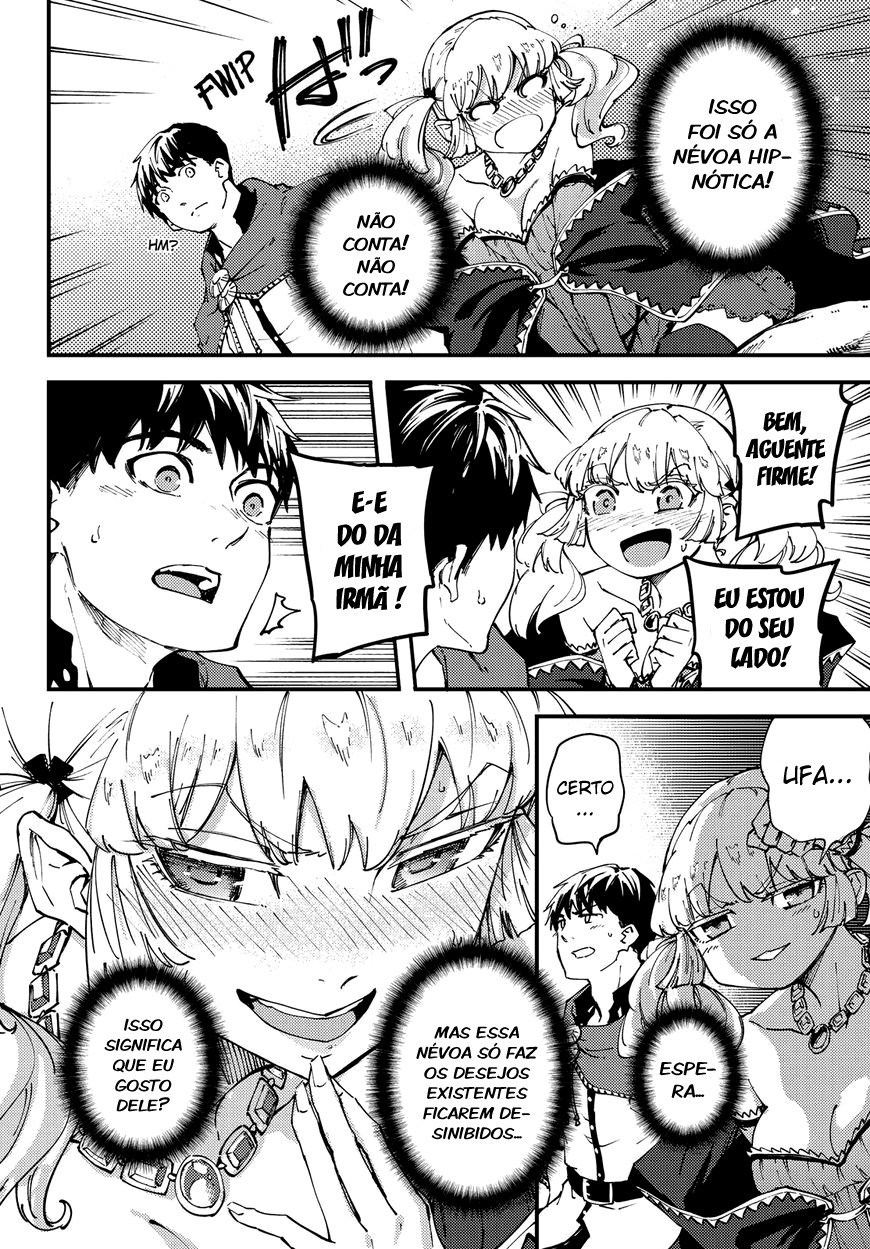 ISSO
FOI SÓ A
NÉVOA HIP-
NÓTICA!
ばっ
FWIP
NÃO
CONTA!
NÃO
CONTA!
HM?
BEM,
AGUENTE
FIRME!
EU ESTOU
DO SEU
LADO!
E-E
DO DA
MINHA
IRMÃ !
UFA...
CERTO
...
ESPE-
RA...
MAS ESSA
NÉVOA SÓ FAZ
OS DESEJOS
EXISTENTES
FICAREM DE-
SINIBIDOS...
ISSO
SIGNIFICA
QUE EU
GOSTO
DELE?